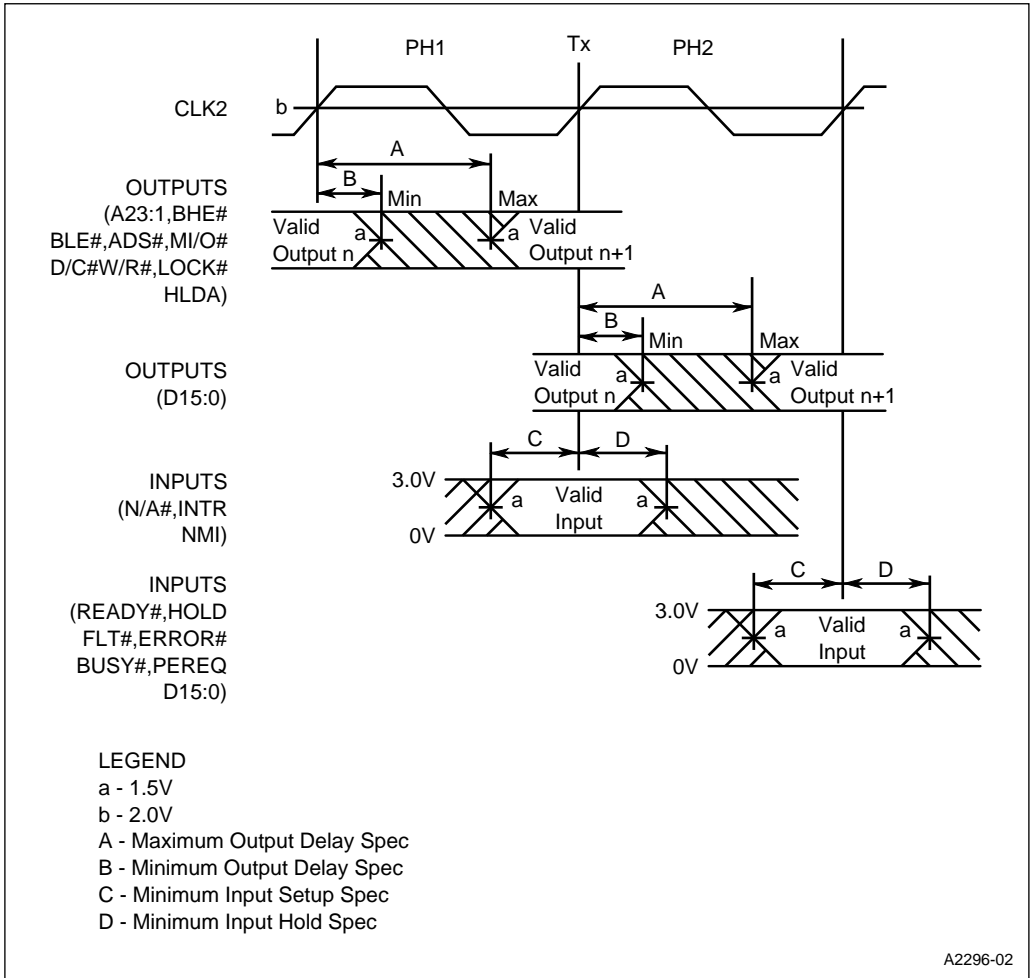 PH1 Tx PH2
CLK2 b
A
B
OUTPUTS
(A23:1,BHE#
BLE#,ADS#,MI/O#
D/C#W/R#,LOCK#
HLDA)
Min Max
Valid
Output n
a a
Valid
Output n+1
A
B
OUTPUTS
(D15:0)
Min Max
Valid
Output n
a a
Valid
Output n+1
C D
INPUTS
(N/A#,INTR
NMI)
3.0V
0V
a
Valid
Input
a
C D
INPUTS
(READY#,HOLD
FLT#,ERROR#
BUSY#,PEREQ
D15:0)
3.0V
0V
a
Valid
Input
a
LEGEND
a - 1.5V
b - 2.0V
A - Maximum Output Delay Spec
B - Minimum Output Delay Spec
C - Minimum Input Setup Spec
D - Minimum Input Hold Spec
A2296-02